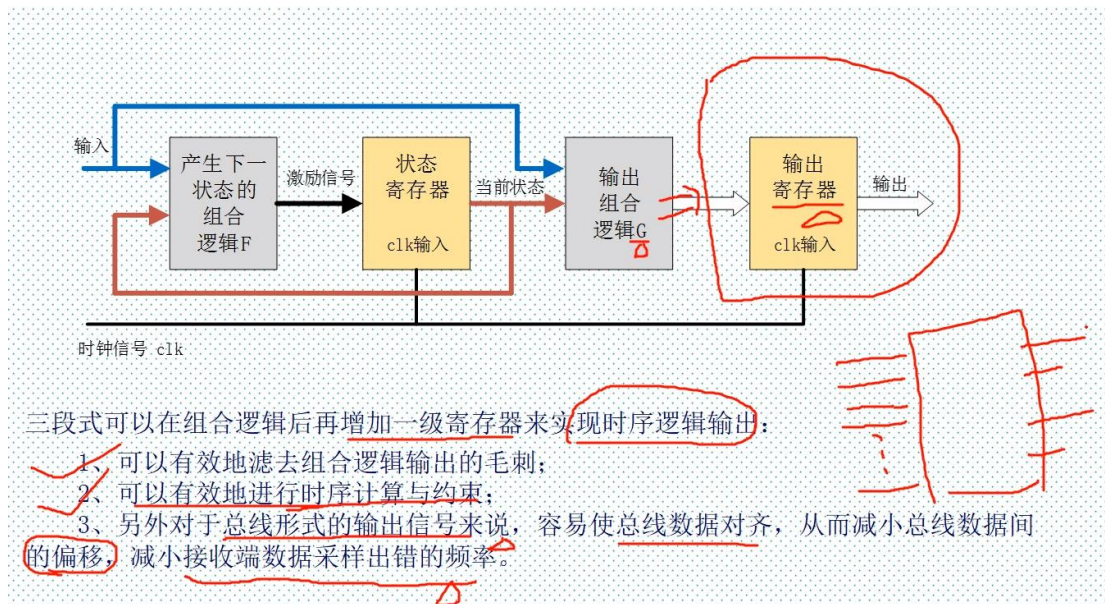 输入
产生下一
状态的
组合
逻辑F
激励信号
状态
寄存器
clk输入
当前状态
输出
组合
逻辑G
输出
寄存器
clk输入
输出
时钟信号 clk
三段式可以在组合逻辑后再增加一级寄存器来实现时序逻辑输出：
1、可以有效地滤去组合逻辑输出的毛刺；
2、可以有效地进行时序计算与约束；
3、另外对于总线形式的输出信号来说，容易使总线数据对齐，从而减小总线数据间
的偏移，减小接收端数据采样出错的频率。